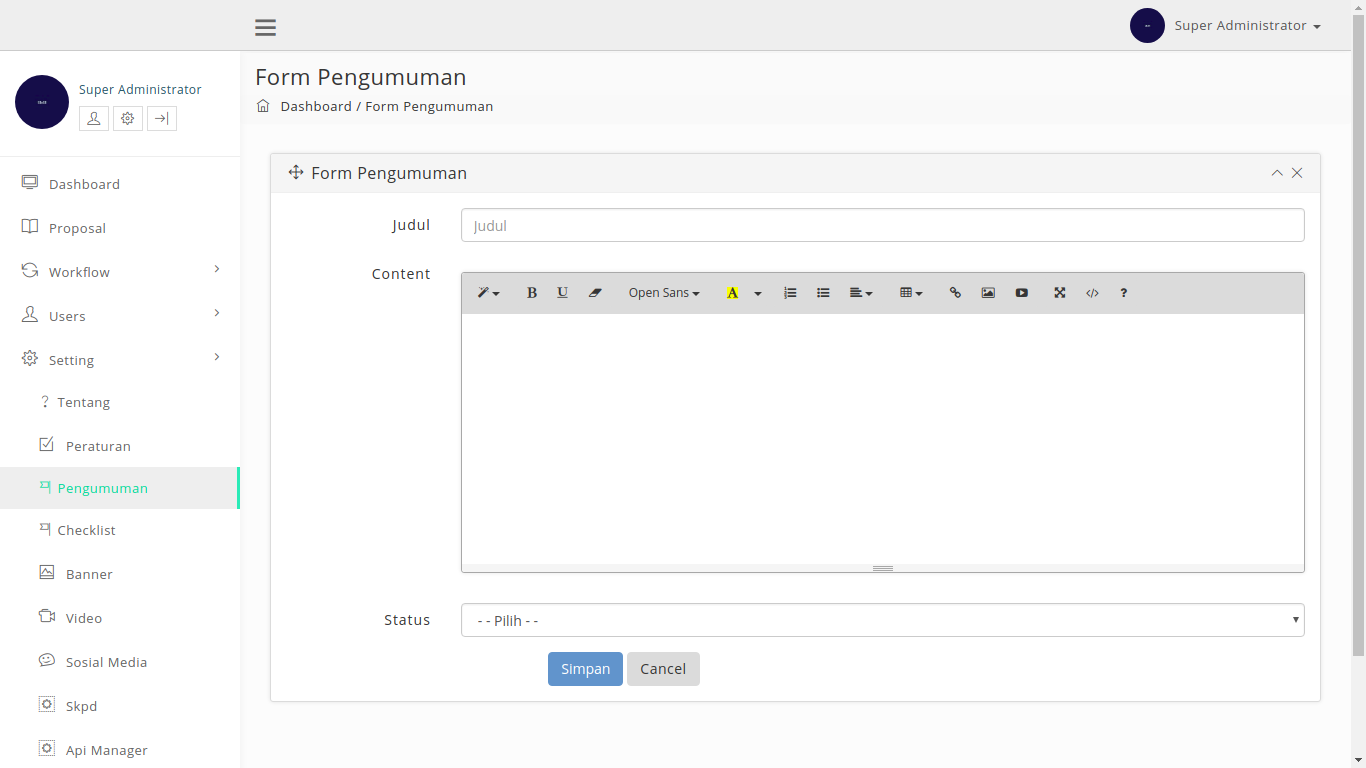 Super Administrator
Super Administrator
Form Pengumuman
Dashboard / Form Pengumuman
Dashboard
Proposal
Workflow
Users
Setting
? Tentang
Peraturan
Pengumuman
Checklist
Banner
Video
Sosial Media
Skpd
Api Manager
Form Pengumuman
Judul
Judul
Content
B U Open Sans A </> ?
Status
- - Pilih - -
Simpan Cancel